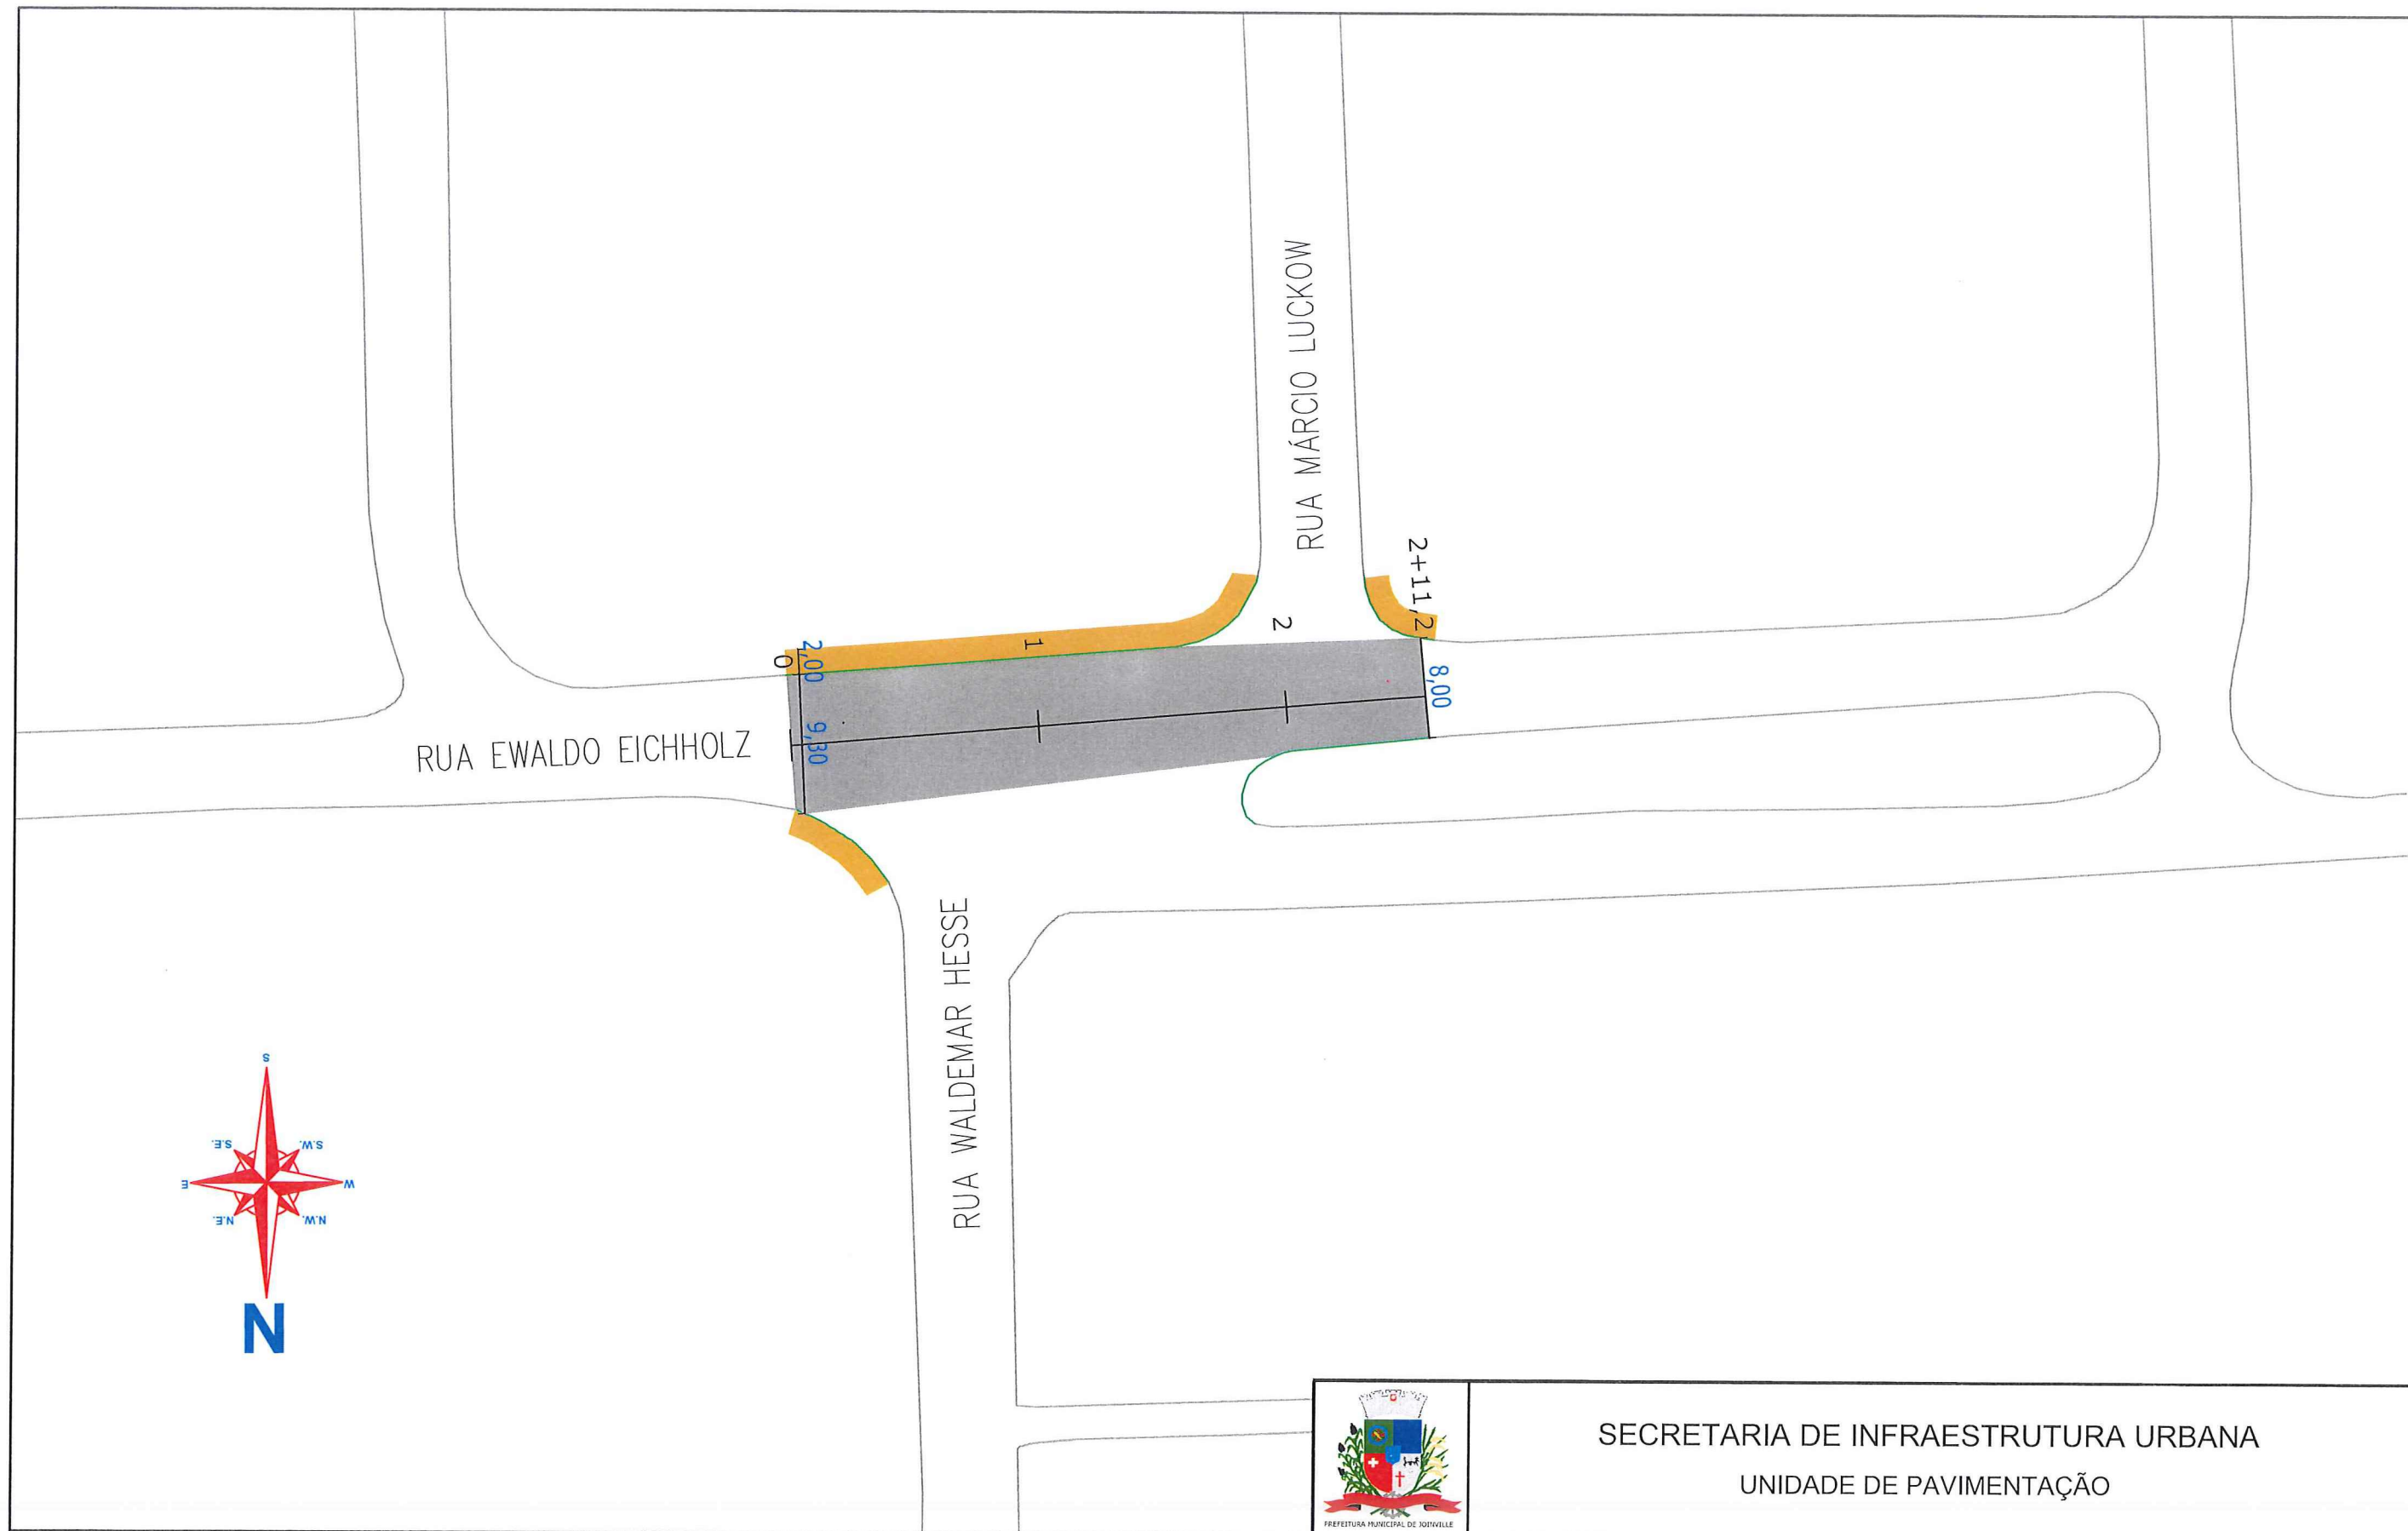 RUA MÁRCIO LUCKOW
2+11,2
2
1
0
2,00
8,00
9,80
RUA EWALDO EICHHOLZ
RUA WALDEMAR HESSE
S
S.E.
S.W.
E
W
N.E.
N.W.
N
SECRETARIA DE INFRAESTRUTURA URBANA
UNIDADE DE PAVIMENTAÇÃO
PREFEITURA MUNICIPAL DE JOINVILLE